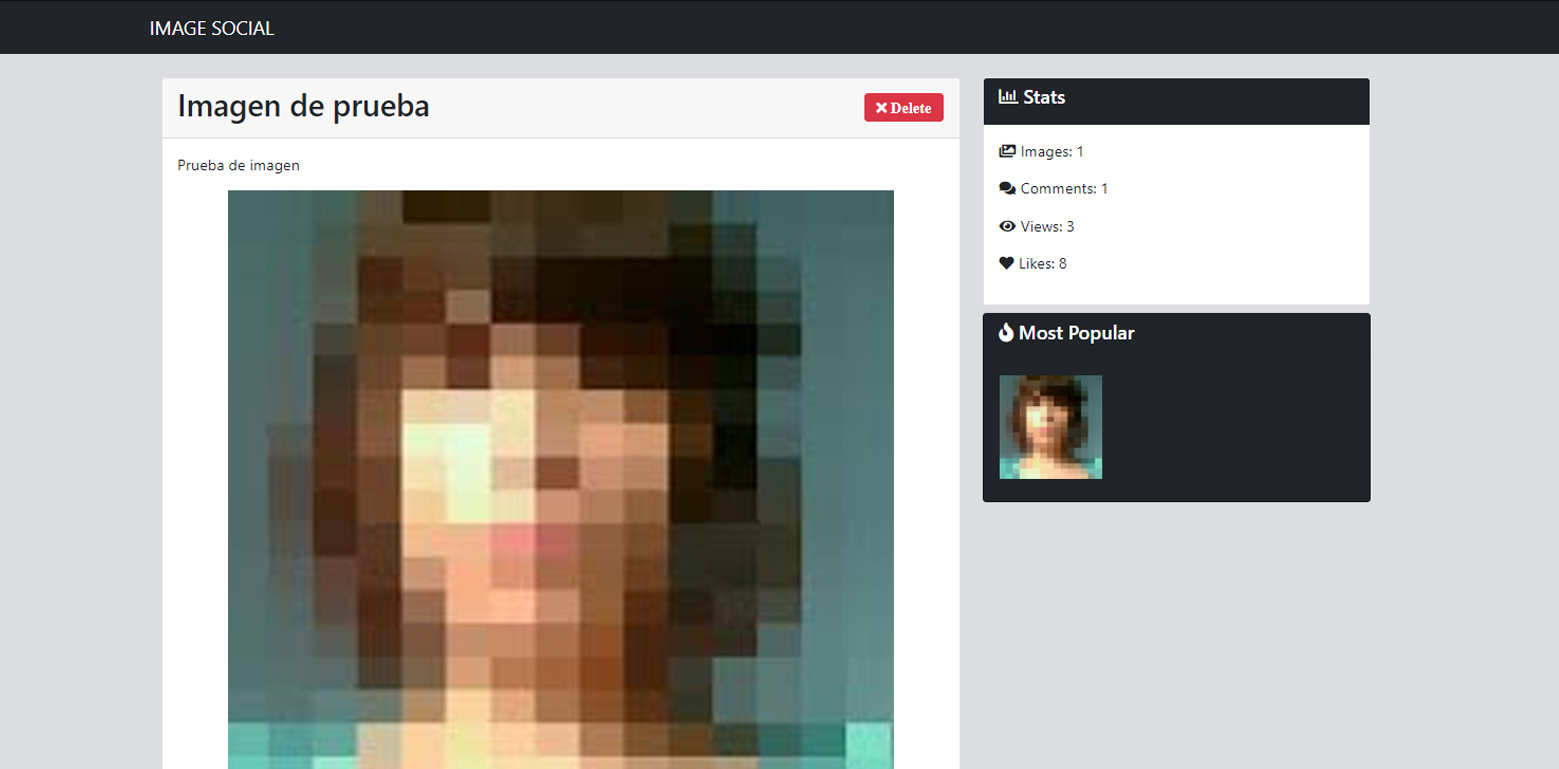 IMAGE SOCIAL
Imagen de prueba
Delete
Prueba de imagen
Stats
Images: 1
Comments: 1
Views: 3
Likes: 8
Most Popular